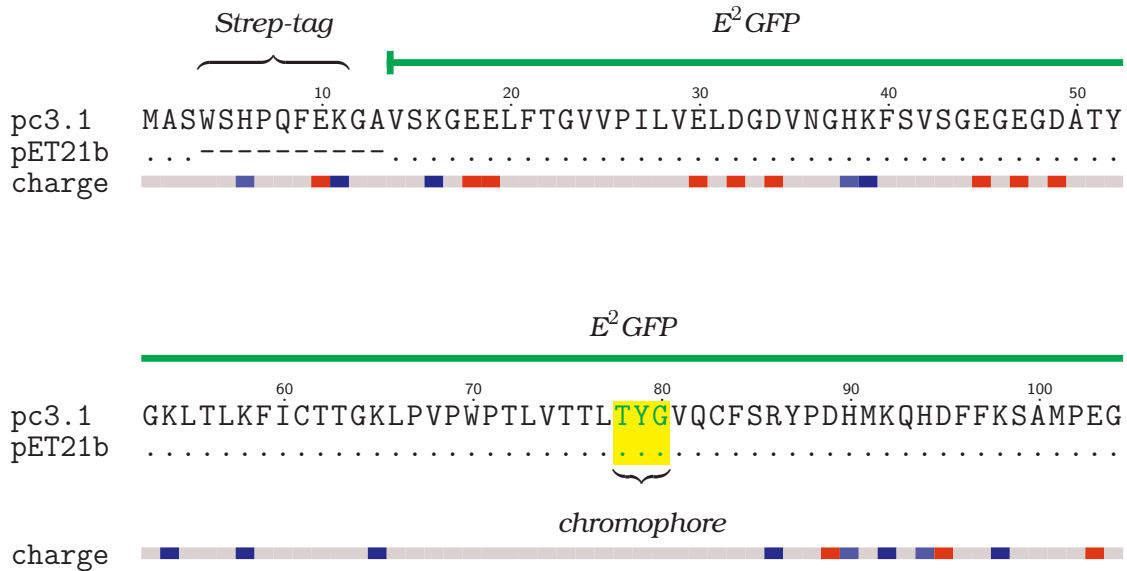 Strep-tag E²GFP
10 20 30 40 50
pc3.1 MASWSHPQFEKGAVSKGEELFTGVVPILVELDGDVNGHKFSVSGEGEGDATY
pET21b ...----------.......................................
charge
E²GFP
60 70 80 90 100
pc3.1 GKLTLKFICTTGKLPVPWPTLVTTLTYGVQCFSRYPDHMKQHDFFKSAMPEG
pET21b ....................................................
chromophore
charge